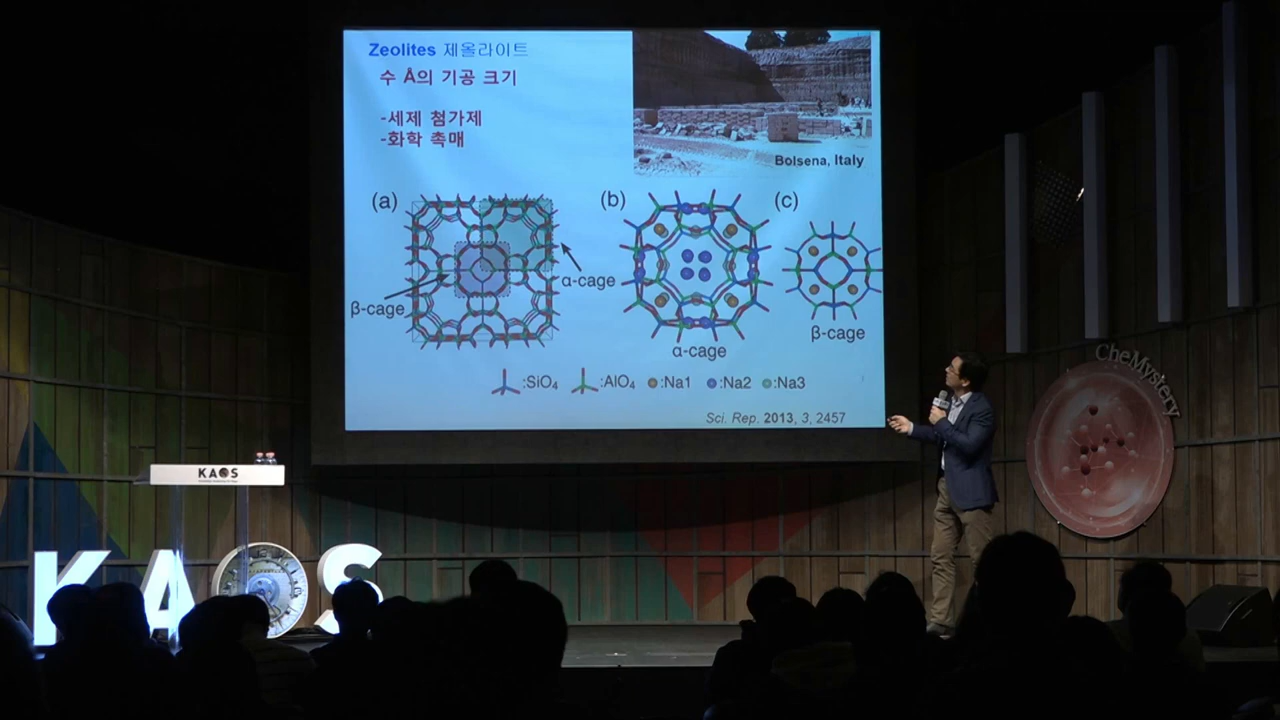 Zeolites 제올라이트
수 Å의 기공 크기
-세제 첨가제
-화학 촉매
Bolsena, Italy
(a)
(b)
(c)
α-cage
β-cage
α-cage
β-cage
:SiO₄ :AlO₄ :Na1 :Na2 :Na3
Sci. Rep. 2013, 3, 2457
CheMystery
KAOS
KAOS